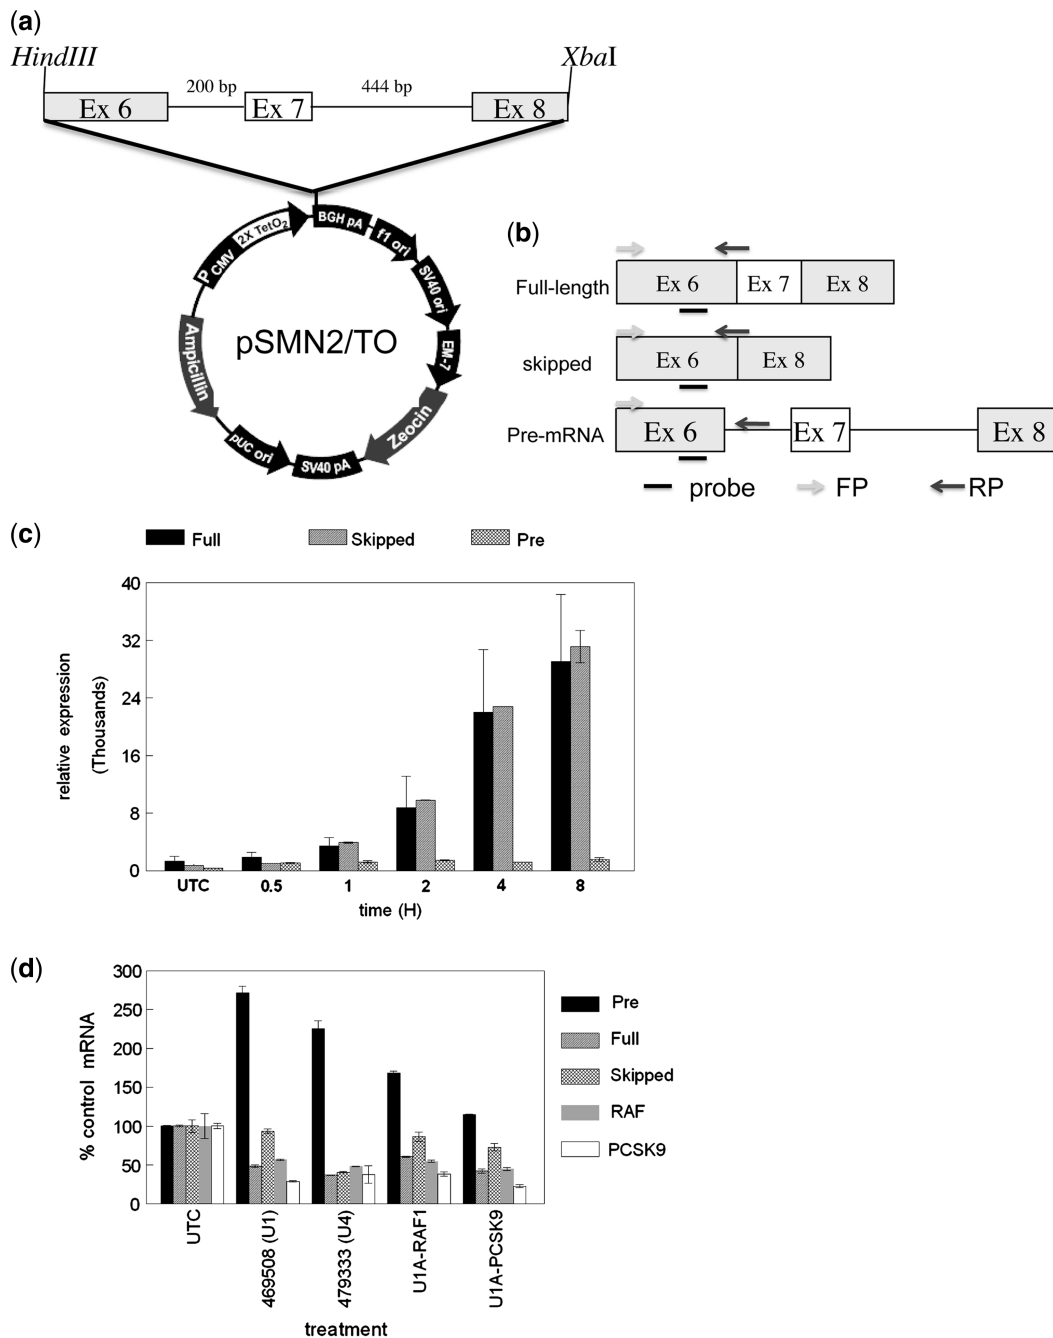 (a)
HindIII
XbaI
200 bp
444 bp
Ex 6
Ex 7
Ex 8
PCMV
2X TetO2
BGH pA
f1 ori
SV40 ori
EM-7
Zeocin
SV40 pA
pUC ori
Ampicillin
pSMN2/TO
(b)
Full-length
Ex 6
Ex 7
Ex 8
skipped
Ex 6
Ex 8
Pre-mRNA
Ex 6
Ex 7
Ex 8
probe
FP
RP
(c)
Full
Skipped
Pre
relative expression
(Thousands)
40
32
24
16
8
0
UTC
0.5
1
2
4
8
time (H)
(d)
% control mRNA
300
250
200
150
100
50
0
UTC
469508 (U1)
479333 (U4)
U1A-RAF1
U1A-PCSK9
treatment
Pre
Full
Skipped
RAF
PCSK9